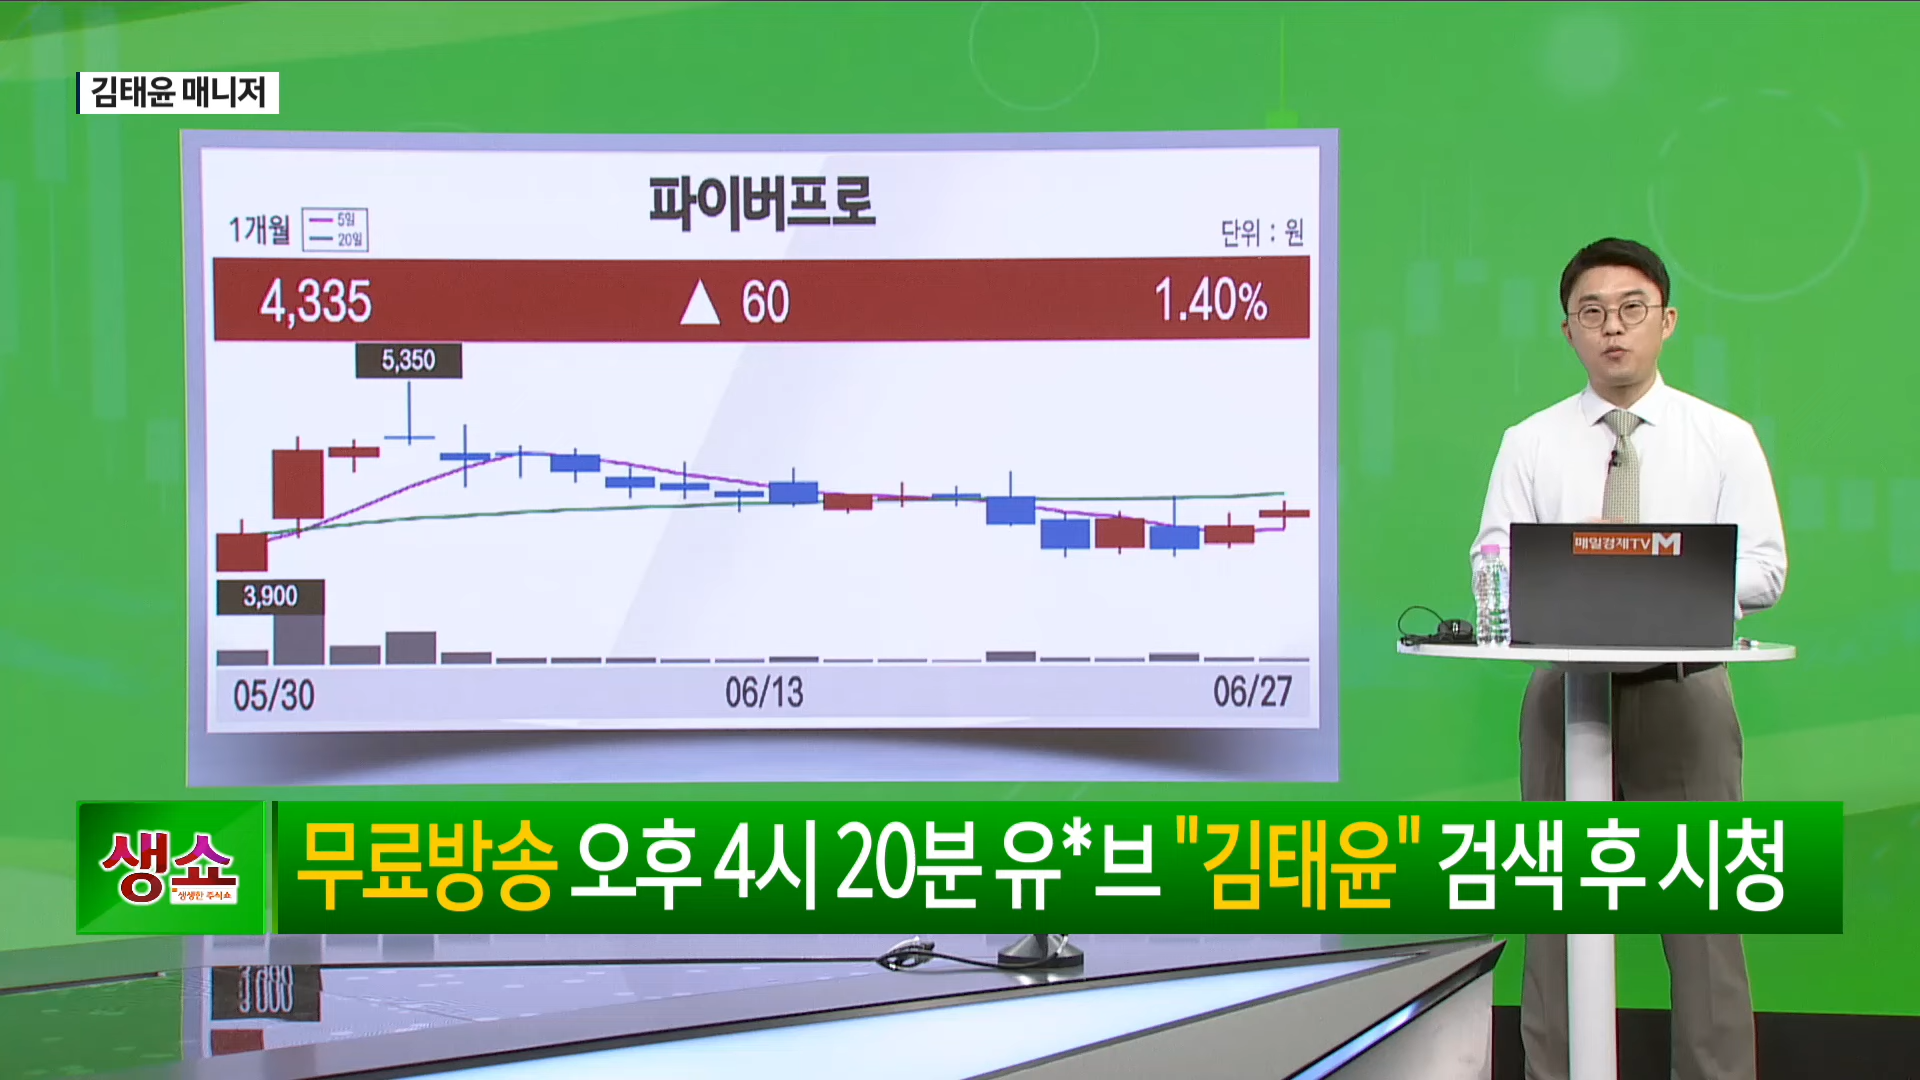 김태윤 매니저
파이버프로
1개월
5일
20일
단위 : 원
4,335 ▲ 60 1.40%
5,350
3,900
05/30 06/13 06/27
매일경제TV M
생쇼
생생한 주식쇼
무료방송 오후 4시 20분 유*브 "김태윤" 검색 후 시청